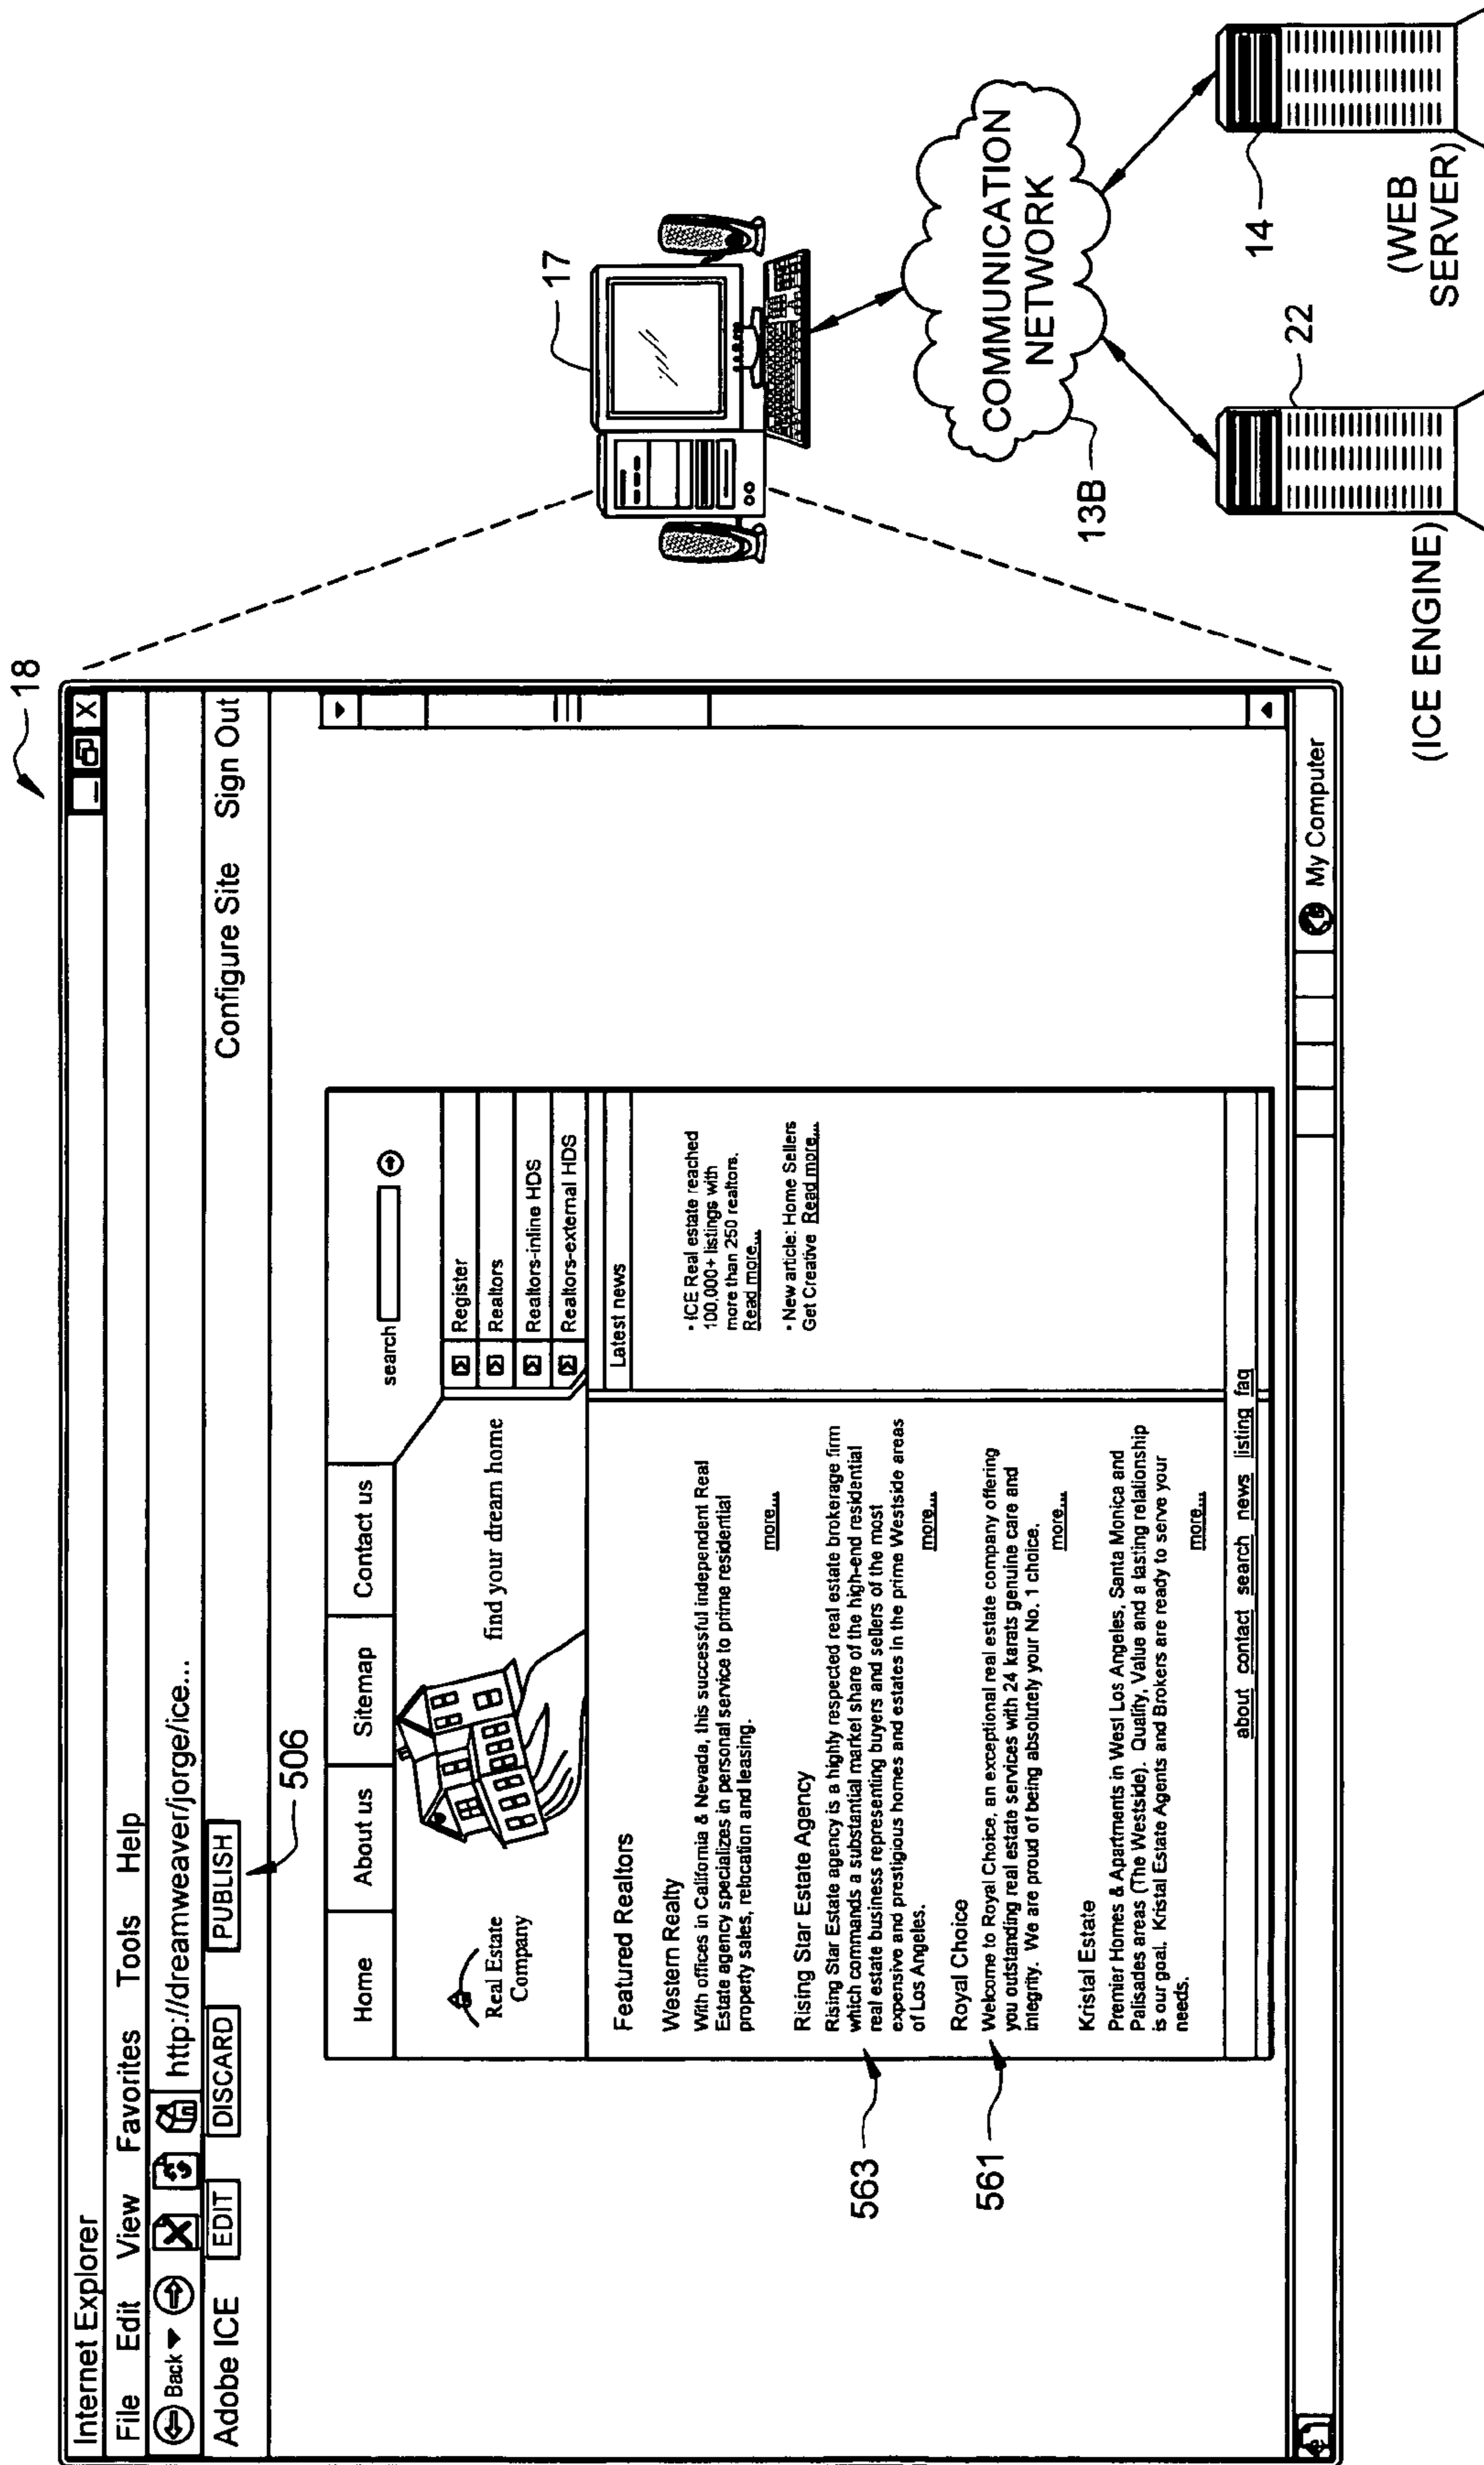 18
Internet Explorer
File Edit View Favorites Tools Help
Back http://dreamweaver/jorge/ice...
Adobe ICE EDIT DISCARD PUBLISH Configure Site Sign Out
506
Home About us Sitemap Contact us
search
Real Estate
Company
find your dream home
Register
Realtors
Realtors-inline HDS
Realtors-external HDS
Featured Realtors
Western Realty
With offices in California & Nevada, this successful independent Real
Estate agency specializes in personal service to prime residential
property sales, relocation and leasing.
more...
Rising Star Estate Agency
Rising Star Estate agency is a highly respected real estate brokerage firm
which commands a substantial market share of the high-end residential
real estate business representing buyers and sellers of the most
expensive and prestigious homes and estates in the prime Westside areas
of Los Angeles.
more...
Royal Choice
Welcome to Royal Choice, an exceptional real estate company offering
you outstanding real estate services with 24 karats genuine care and
integrity. We are proud of being absolutely your No. 1 choice.
more...
Kristal Estate
Premier Homes & Apartments in West Los Angeles, Santa Monica and
Palisades areas (The Westside). Quality, Value and a lasting relationship
is our goal. Kristal Estate Agents and Brokers are ready to serve your
needs.
more...
Latest news
• ICE Real estate reached
100,000+ listings with
more than 250 realtors.
Read more...
• New article: Home Sellers
Get Creative Read more...
about contact search news listing faq
563
561
My Computer
17
COMMUNICATION
NETWORK
13B
22
14
(ICE ENGINE)
(WEB
SERVER)